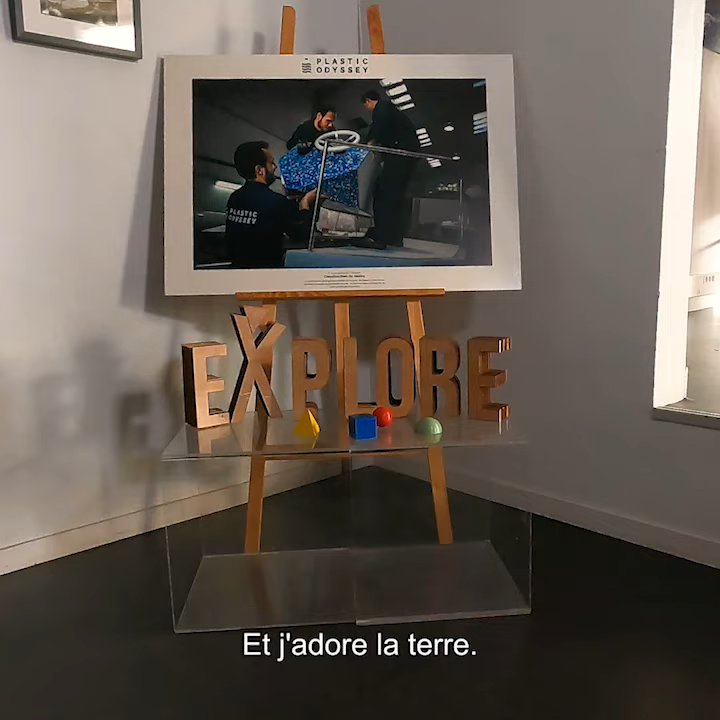 PLASTIC
ODYSSEY
PLASTIC
ODYSSEY
EXPLORE
Et j'adore la terre.